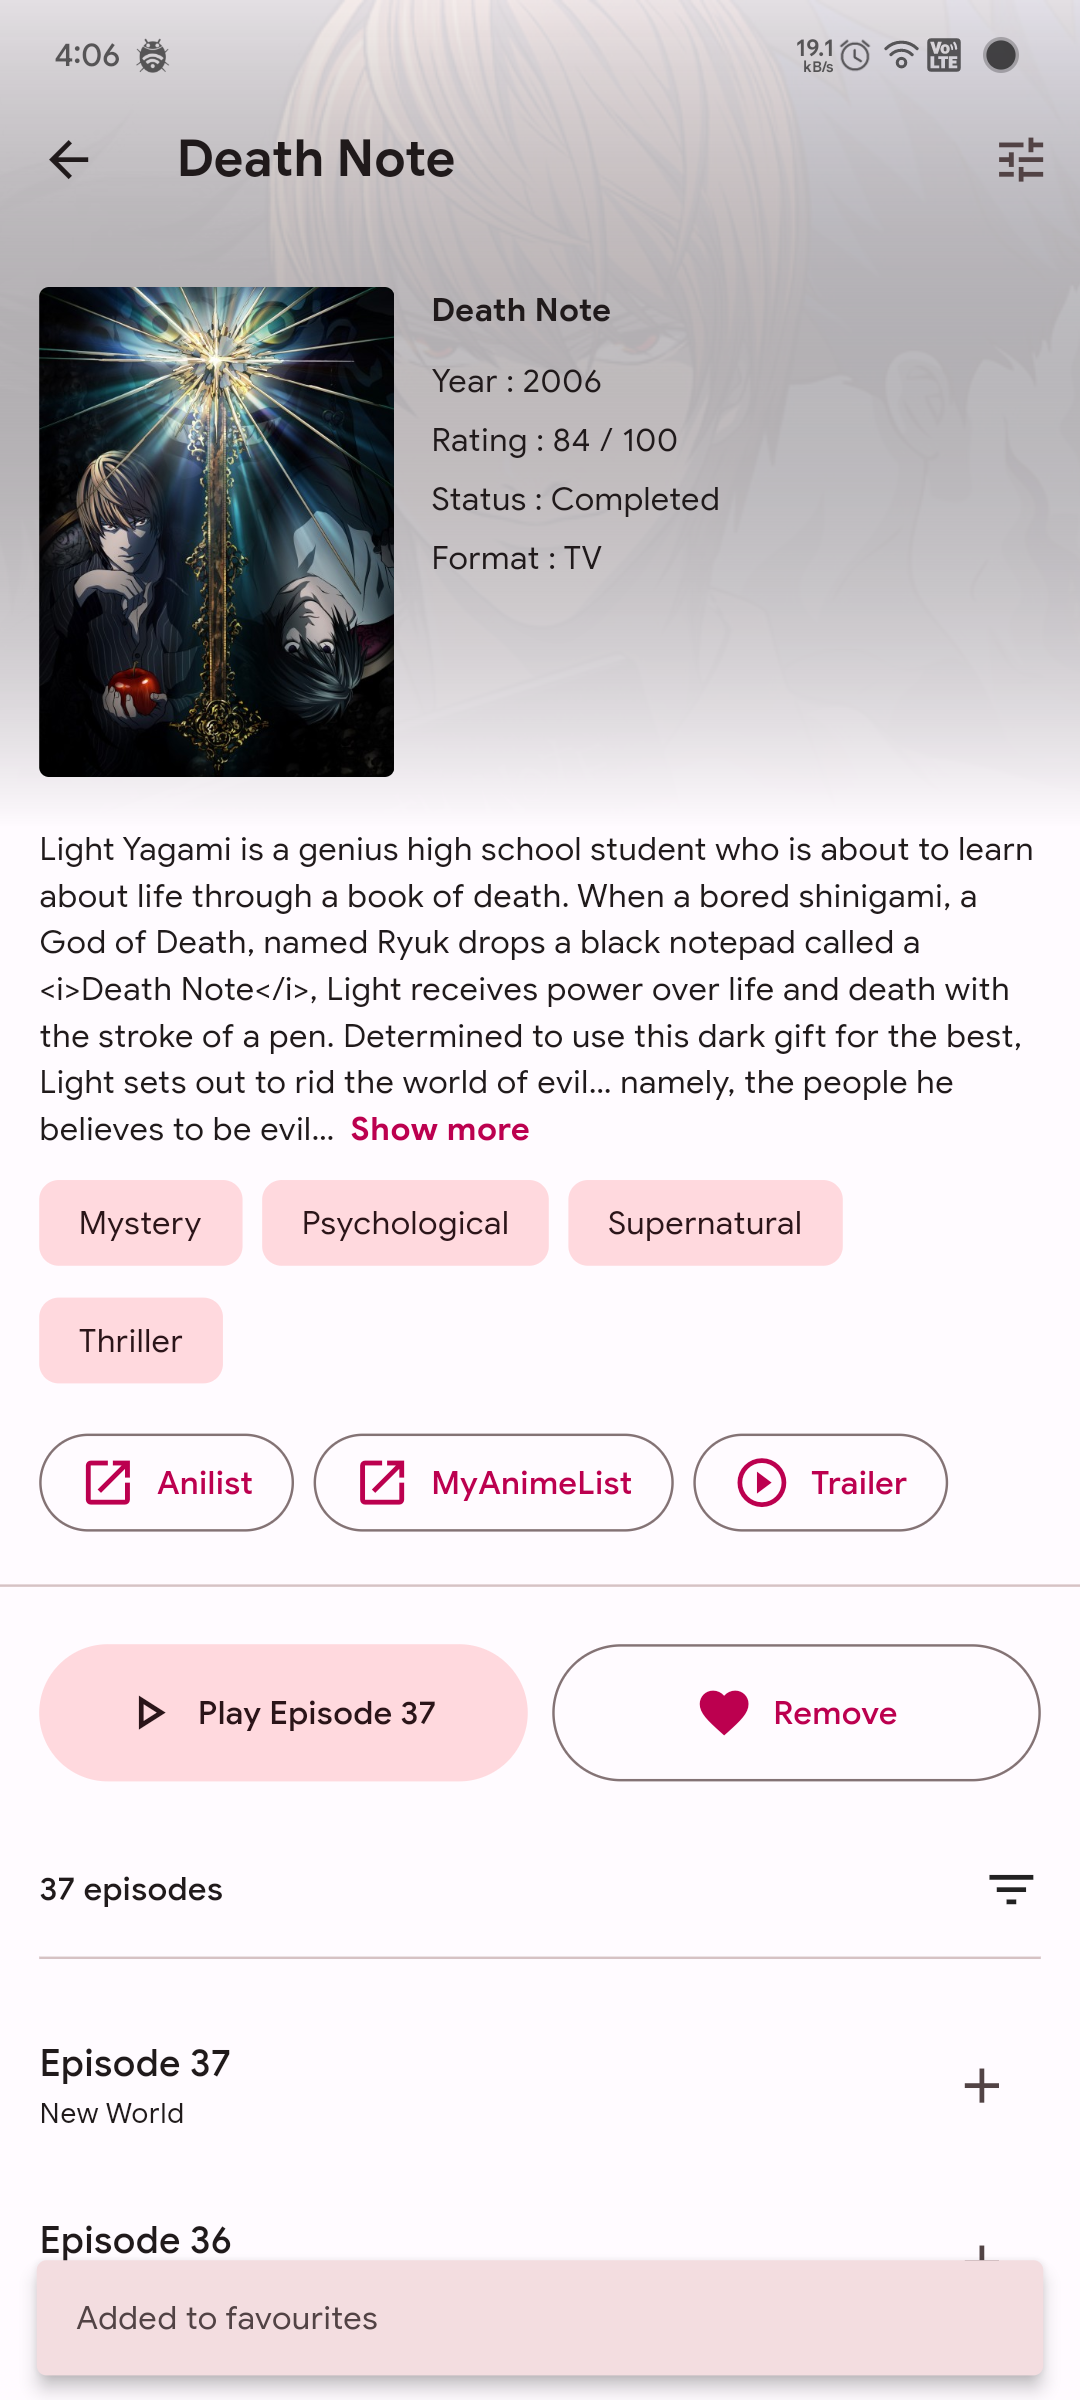 4:06
19.1
kB/s
Vo))
LTE
Death Note
Death Note
Year : 2006
Rating : 84 / 100
Status : Completed
Format : TV
Light Yagami is a genius high school student who is about to learn
about life through a book of death. When a bored shinigami, a
God of Death, named Ryuk drops a black notepad called a
<i>Death Note</i>, Light receives power over life and death with
the stroke of a pen. Determined to use this dark gift for the best,
Light sets out to rid the world of evil... namely, the people he
believes to be evil... Show more
Mystery
Psychological
Supernatural
Thriller
Anilist
MyAnimeList
Trailer
Play Episode 37
Remove
37 episodes
Episode 37
New World
Episode 36
Added to favourites